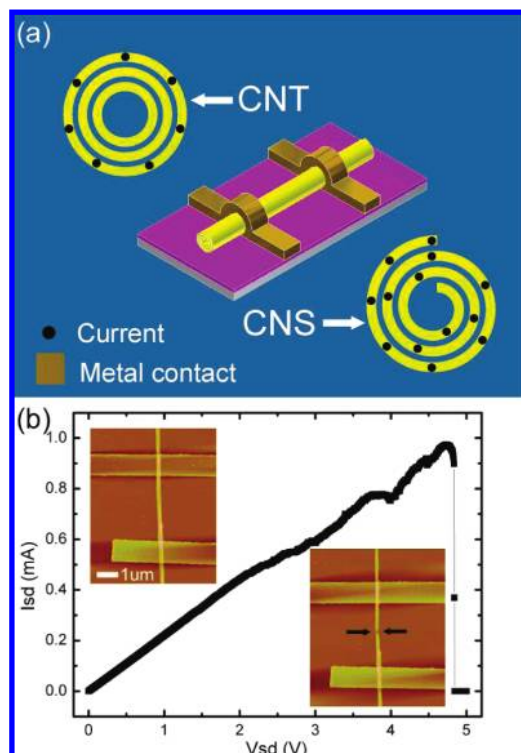 (a)
CNT
CNS
Current
Metal contact
(b)
1.0
0.8
0.6
0.4
0.2
0.0
Isd (mA)
1um
0 1 2 3 4 5
Vsd (V)